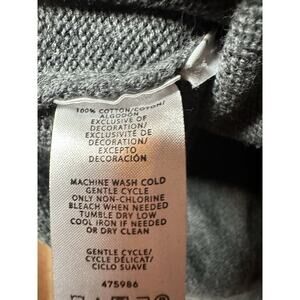 100% COTTON/COTON/
ALGODÓN
EXCLUSIVE OF
DECORATION/
EXCLUSIVITÉ DE
DÉCORATION/
EXCEPTO
DECORACIÓN
MACHINE WASH COLD
GENTLE CYCLE
ONLY NON-CHLORINE
BLEACH WHEN NEEDED
TUMBLE DRY LOW
COOL IRON IF NEEDED
OR DRY CLEAN
GENTLE CYCLE/
CYCLE DÉLICAT/
CICLO SUAVE
475986